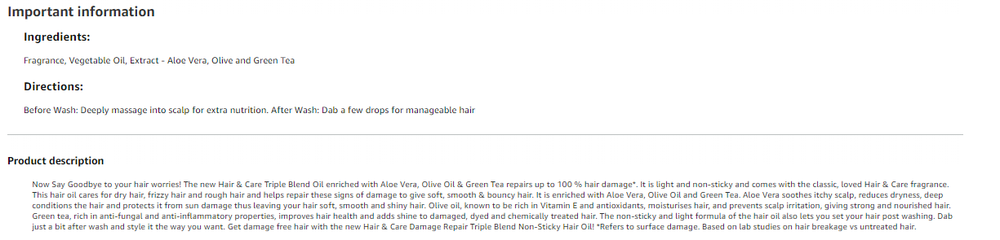 Important information
Ingredients:
Fragrance, Vegetable Oil, Extract - Aloe Vera, Olive and Green Tea
Directions:
Before Wash: Deeply massage into scalp for extra nutrition. After Wash: Dab a few drops for manageable hair
Product description
Now Say Goodbye to your hair worries! The new Hair & Care Triple Blend Oil enriched with Aloe Vera, Olive Oil & Green Tea repairs up to 100 % hair damage*. It is light and non-sticky and comes with the classic, loved Hair & Care fragrance.
This hair oil cares for dry hair, frizzy hair and rough hair and helps repair these signs of damage to give soft, smooth & bouncy hair. It is enriched with Aloe Vera, Olive Oil and Green Tea. Aloe Vera soothes itchy scalp, reduces dryness, deep
conditions the hair and protects it from sun damage thus leaving your hair soft, smooth and shiny hair. Olive oil, known to be rich in Vitamin E and antioxidants, moisturises hair, and prevents scalp irritation, giving strong and nourished hair.
Green tea, rich in anti-fungal and anti-inflammatory properties, improves hair health and adds shine to damaged, dyed and chemically treated hair. The non-sticky and light formula of the hair oil also lets you set your hair post washing. Dab
just a bit after wash and style it the way you want. Get damage free hair with the new Hair & Care Damage Repair Triple Blend Non-Sticky Hair Oil! *Refers to surface damage. Based on lab studies on hair breakage vs untreated hair.